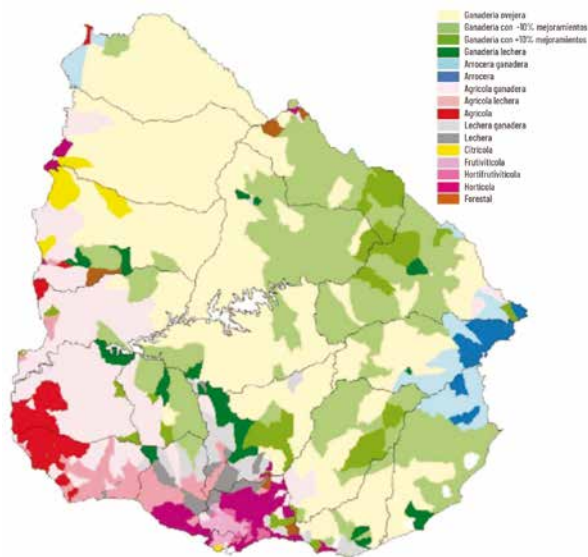 Ganadería ovejera
Ganadería con -10% mejoramientos
Ganadería con +10% mejoramientos
Ganadería lechera
Arrocera ganadera
Arrocera
Agrícola ganadera
Agrícola lechera
Agrícola
Lechera ganadera
Lechera
Citrícola
Frutivitícola
Hortifrutivitícola
Hortícola
Forestal